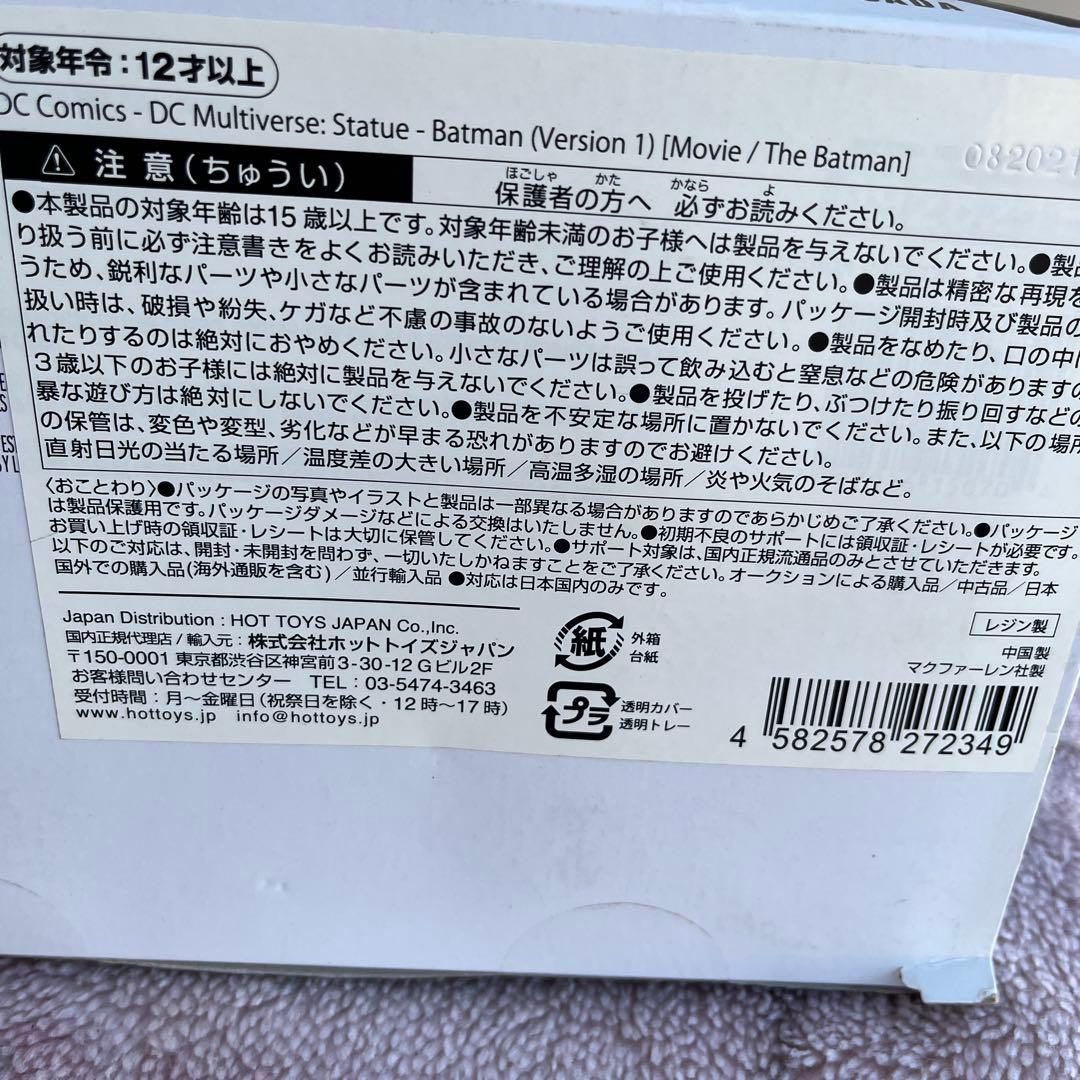 対象年令：12才以上
DC Comics - DC Multiverse: Statue - Batman (Version 1) [Movie / The Batman]
082021
⚠ 注意（ちゅうい）
保護者の方へ 必ずお読みください。
ほごしゃ かた かなら よ
●本製品の対象年齢は15歳以上です。対象年齢未満のお子様へは製品を与えないでください。●製品
り扱う前に必ず注意書きをよくお読みいただき、ご理解の上ご使用ください。●製品は精密な再現を
うため、鋭利なパーツや小さなパーツが含まれている場合があります。パッケージ開封時及び製品の
扱い時は、破損や紛失、ケガなど不慮の事故のないようご使用ください。●製品をなめたり、口の中に
れたりするのは絶対におやめください。小さなパーツは誤って飲み込むと窒息などの危険がありますの
3歳以下のお子様には絶対に製品を与えないでください。●製品を投げたり、ぶつけたり振り回すなどの
暴な遊び方は絶対にしないでください。●製品を不安定な場所に置かないでください。また、以下の場所
の保管は、変色や変型、劣化などが早まる恐れがありますのでお避けください。
直射日光の当たる場所／温度差の大きい場所／高温多湿の場所／炎や火気のそばなど。
〈おことわり〉●パッケージの写真やイラストと製品は一部異なる場合がありますのであらかじめご了承ください。●パッケージ
は製品保護用です。パッケージダメージなどによる交換はいたしません。●初期不良のサポートには領収証・レシートが必要です。
お買い上げ時の領収証・レシートは大切に保管してください。●サポート対象は、国内正規流通品のみとさせていただきます。
以下のご対応は、開封・未開封を問わず、一切いたしかねますことをご了承ください。オークションによる購入品／中古品／日本
国外での購入品（海外通販を含む）／並行輸入品 ●対応は日本国内のみです。
Japan Distribution : HOT TOYS JAPAN Co.,Inc.
国内正規代理店 / 輸入元：株式会社ホットトイズジャパン
〒150-0001 東京都渋谷区神宮前3-30-12 Gビル2F
お客様問い合わせセンター TEL：03-5474-3463
受付時間：月～金曜日（祝祭日を除く・12時～17時）
www.hottoys.jp info@hottoys.jp
紙
外箱
台紙
プラ
透明カバー
透明トレー
レジン製
中国製
マクファーレン社製
4 582578 272349